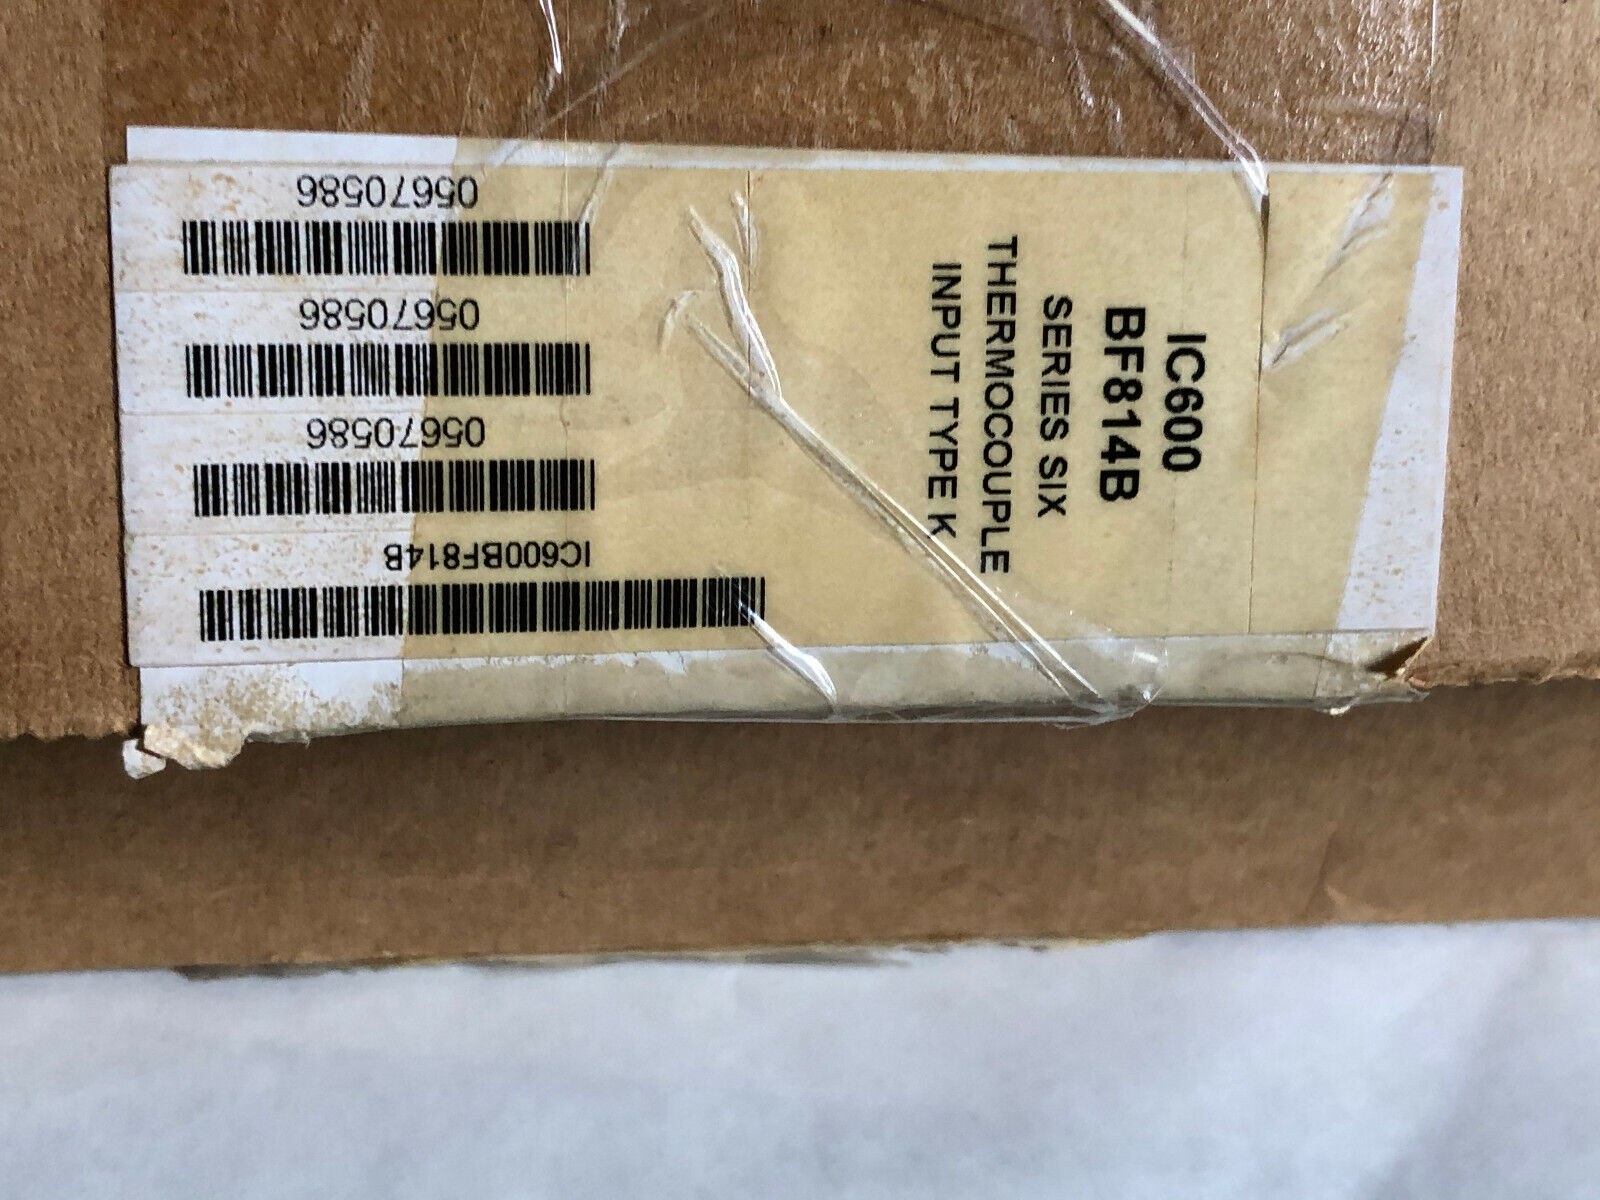 IC600
BF814B
SERIES SIX
THERMOCOUPLE
INPUT TYPE K
IC600BF814B
05670586
05670586
05670586